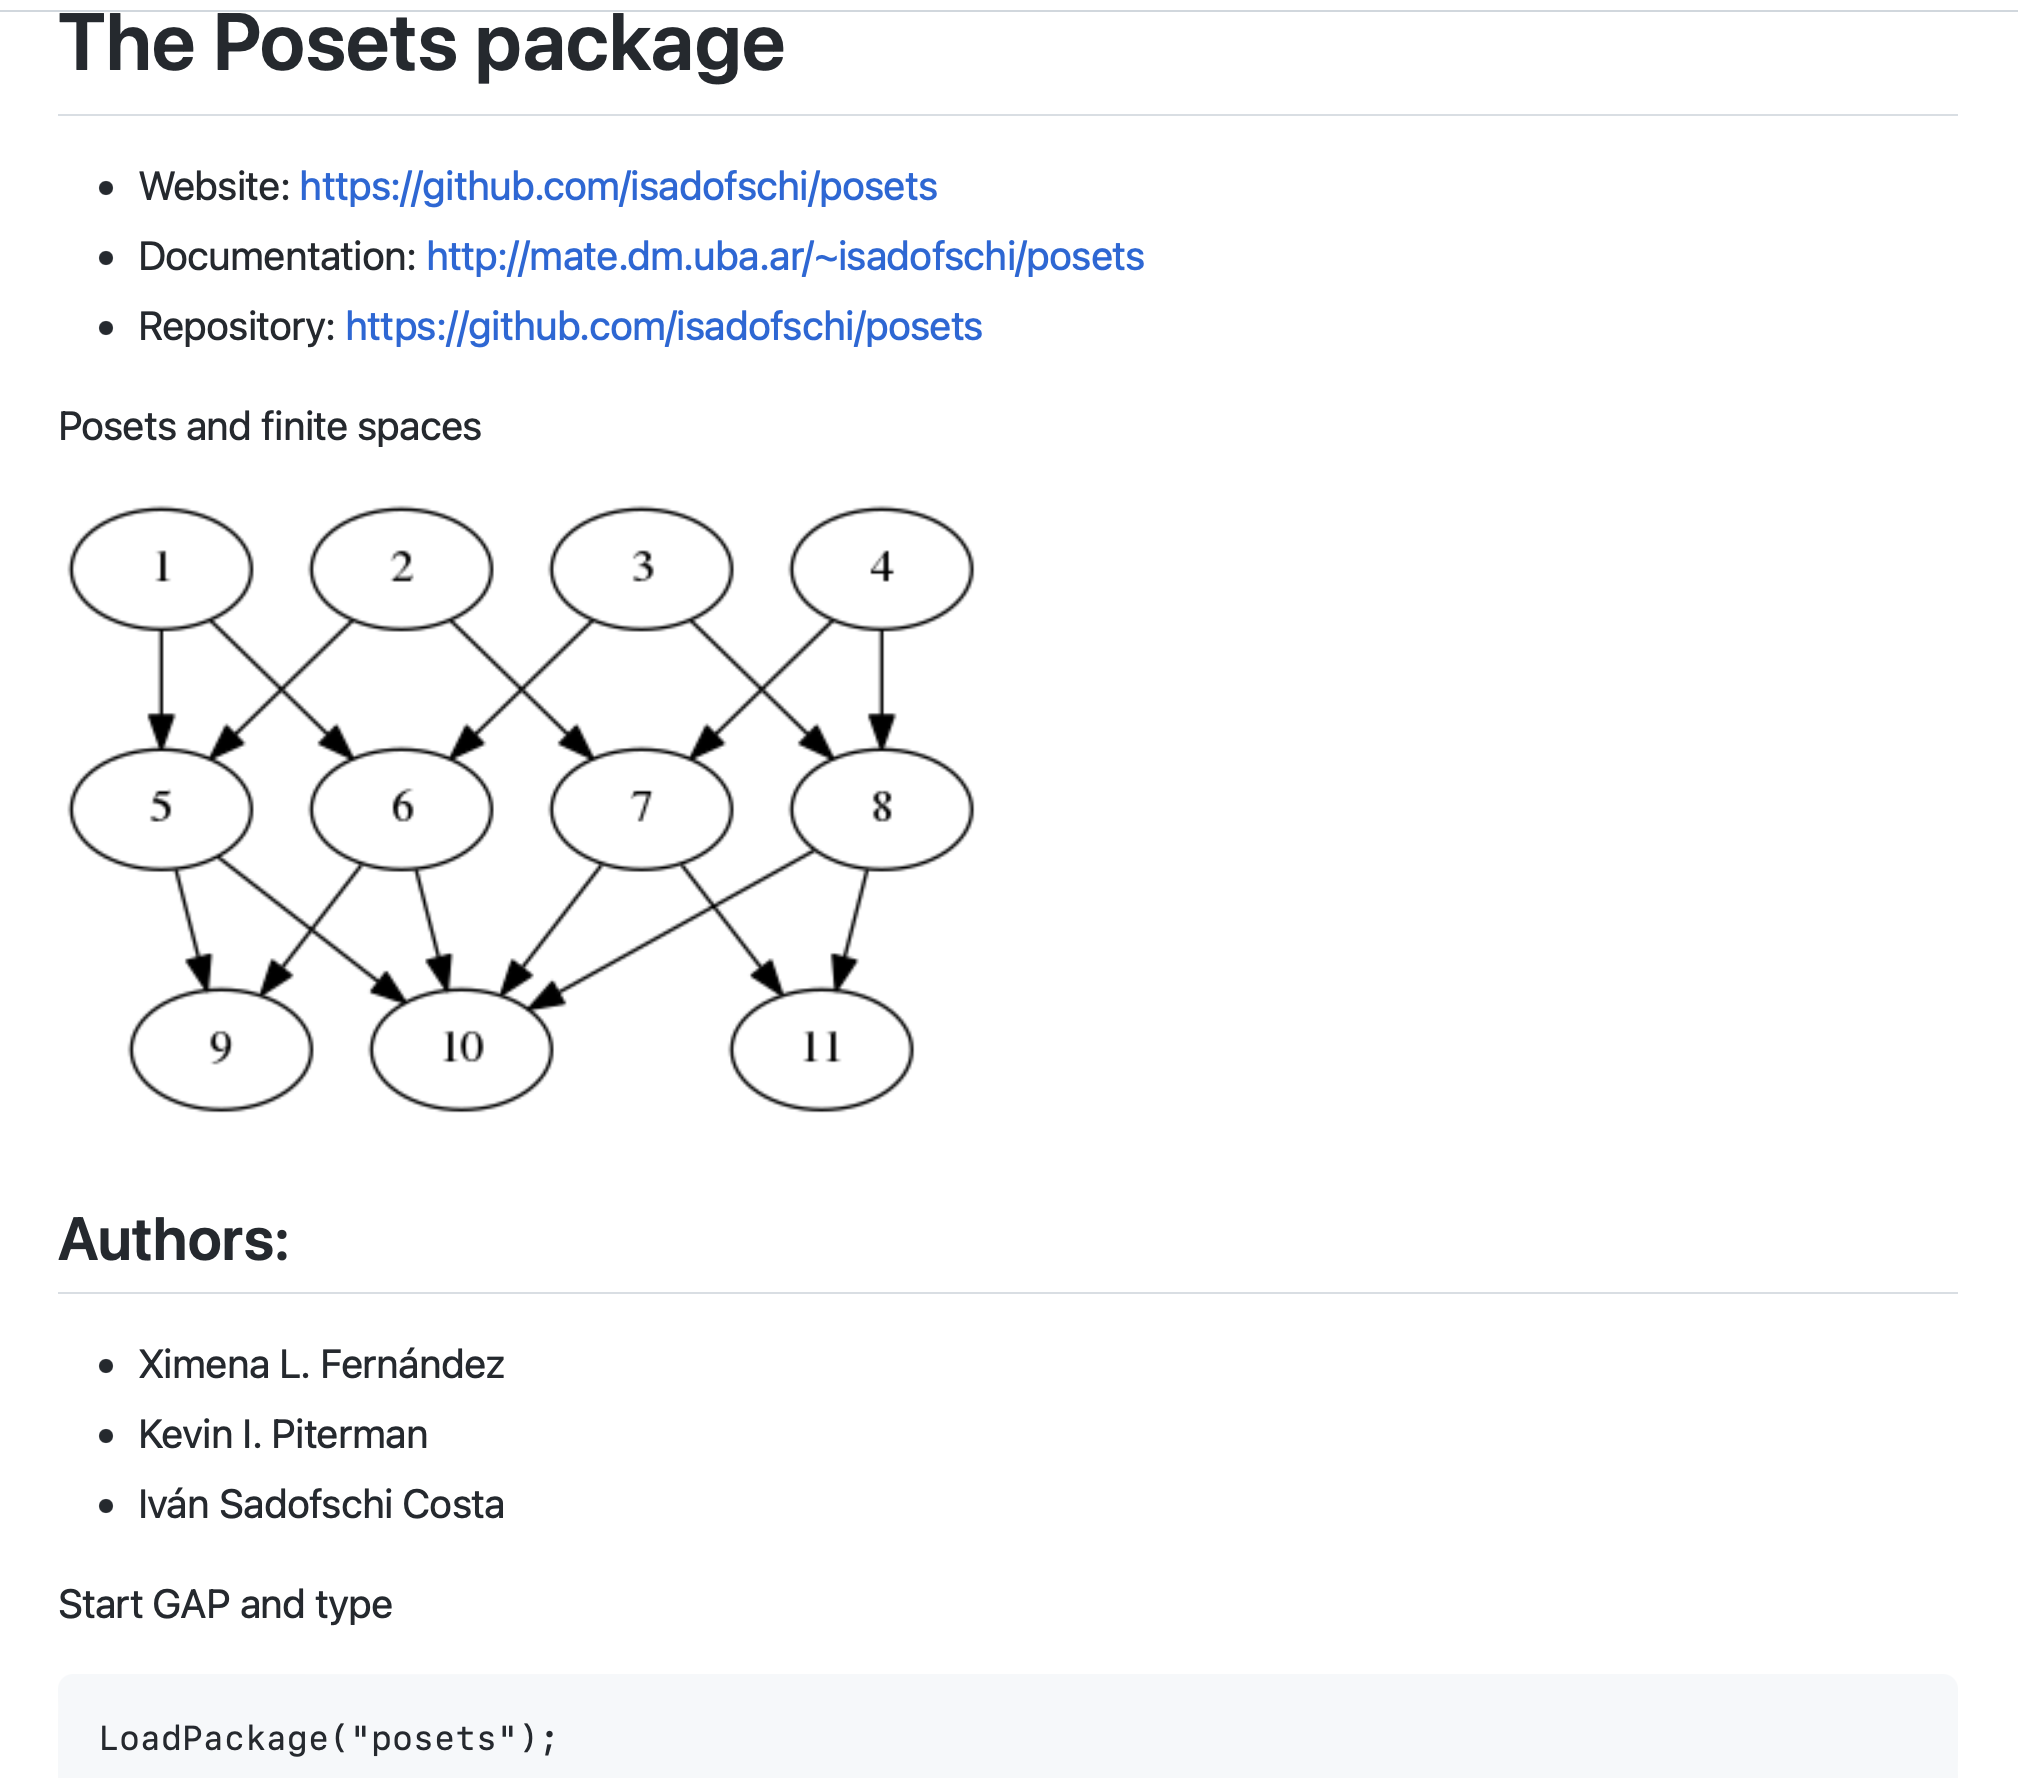 The Posets package
Website: https://github.com/isadofschi/posets
Documentation: http://mate.dm.uba.ar/~isadofschi/posets
Repository: https://github.com/isadofschi/posets
Posets and finite spaces
1 2 3 4
5 6 7 8
9 10 11
Authors:
Ximena L. Fernández
Kevin I. Piterman
Iván Sadofschi Costa
Start GAP and type
LoadPackage("posets");